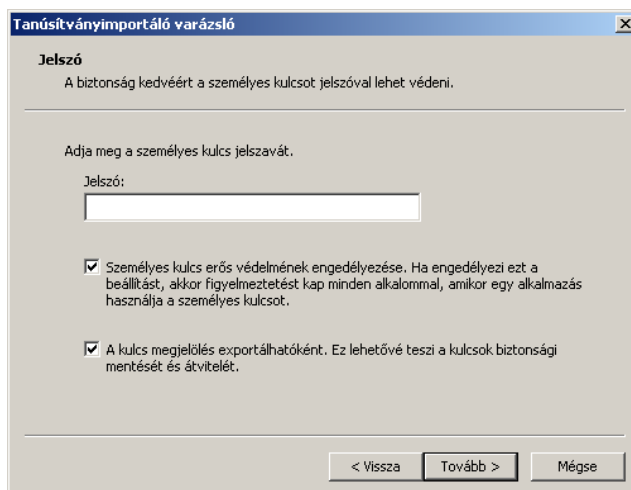 Tanúsítványimportáló varázsló
Jelszó
A biztonság kedvéért a személyes kulcsot jelszóval lehet védeni.
Adja meg a személyes kulcs jelszavát.
Jelszó:
Személyes kulcs erős védelmének engedélyezése. Ha engedélyezi ezt a
beállítást, akkor figyelmeztetést kap minden alkalommal, amikor egy alkalmazás
használja a személyes kulcsot.
A kulcs megjelölés exportálhatóként. Ez lehetővé teszi a kulcsok biztonsági
mentését és átvitelét.
< Vissza
Tovább >
Mégse